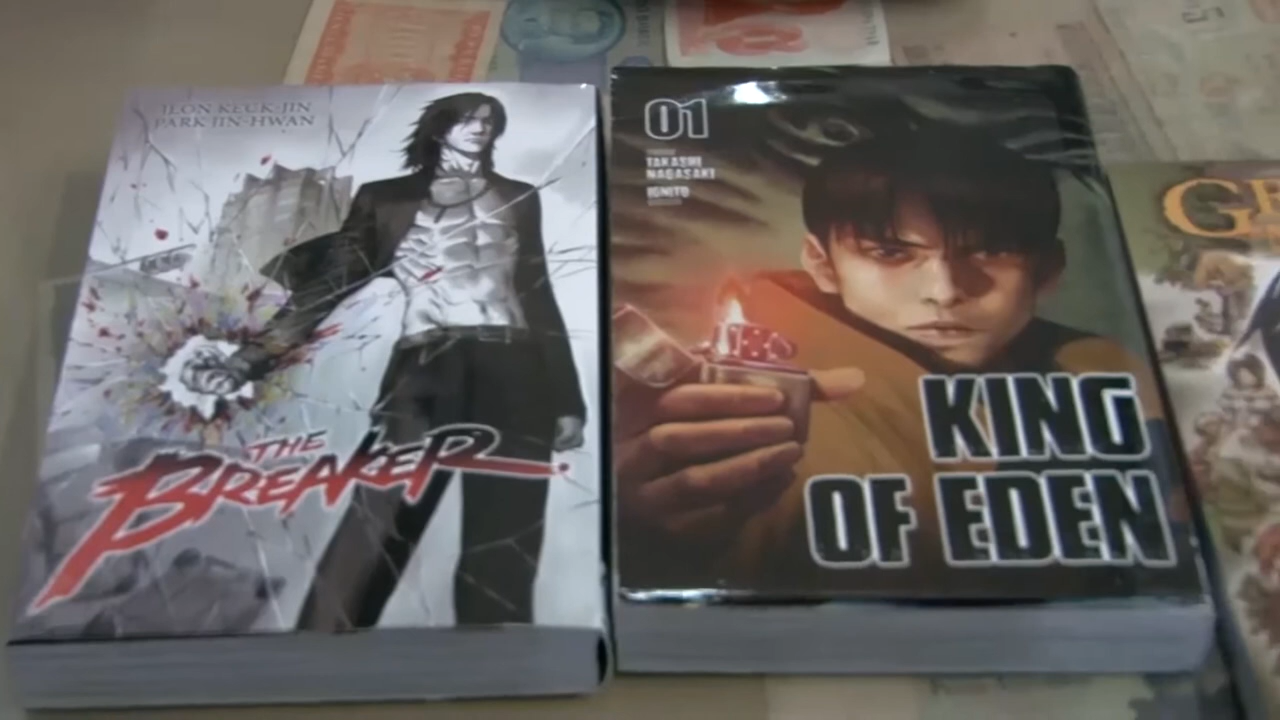 JEON KEUK-JIN
PARK JIN-HWAN
THE
BREAKER
01
TAKASHI
NAGASAKI
IGNITO
KING
OF EDEN